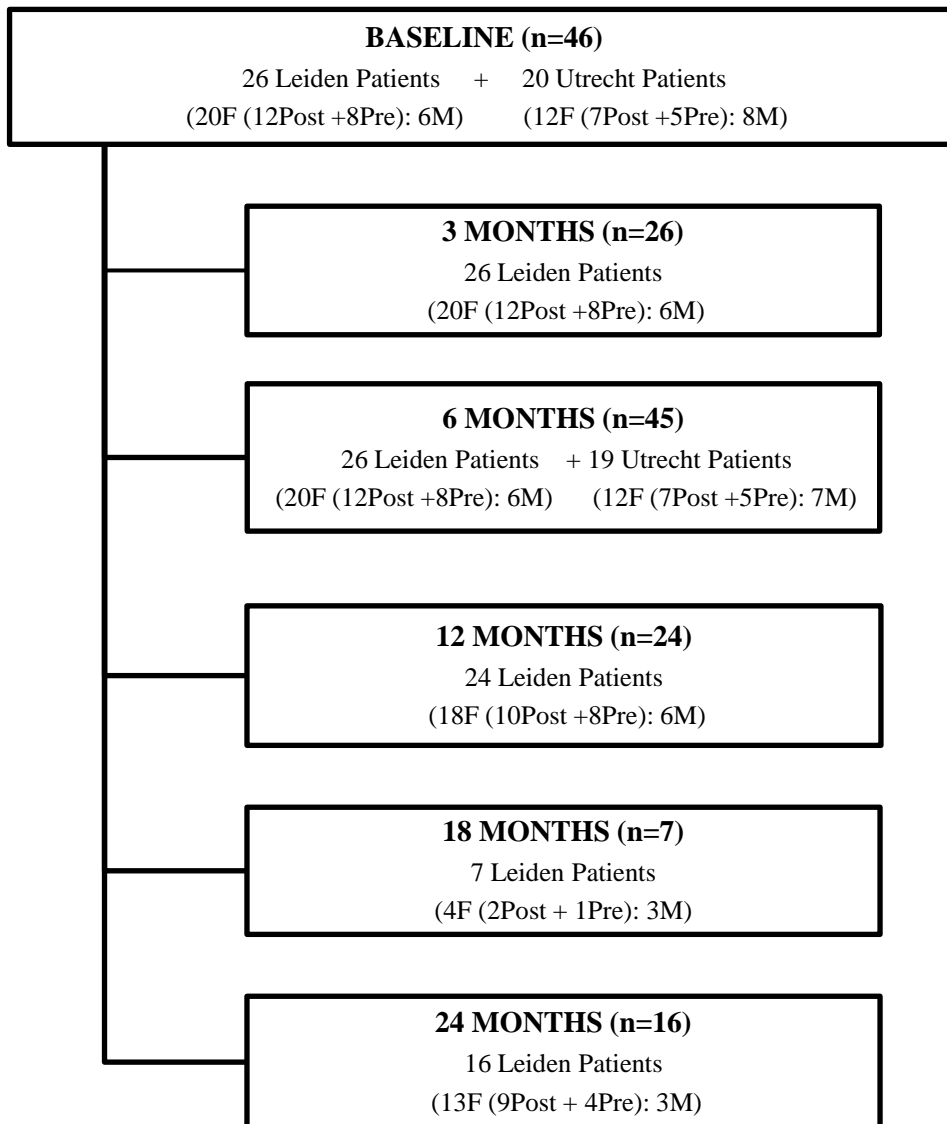 BASELINE (n=46)
26 Leiden Patients + 20 Utrecht Patients
(20F (12Post +8Pre): 6M) (12F (7Post +5Pre): 8M)
3 MONTHS (n=26)
26 Leiden Patients
(20F (12Post +8Pre): 6M)
6 MONTHS (n=45)
26 Leiden Patients + 19 Utrecht Patients
(20F (12Post +8Pre): 6M) (12F (7Post +5Pre): 7M)
12 MONTHS (n=24)
24 Leiden Patients
(18F (10Post +8Pre): 6M)
18 MONTHS (n=7)
7 Leiden Patients
(4F (2Post + 1Pre): 3M)
24 MONTHS (n=16)
16 Leiden Patients
(13F (9Post + 4Pre): 3M)